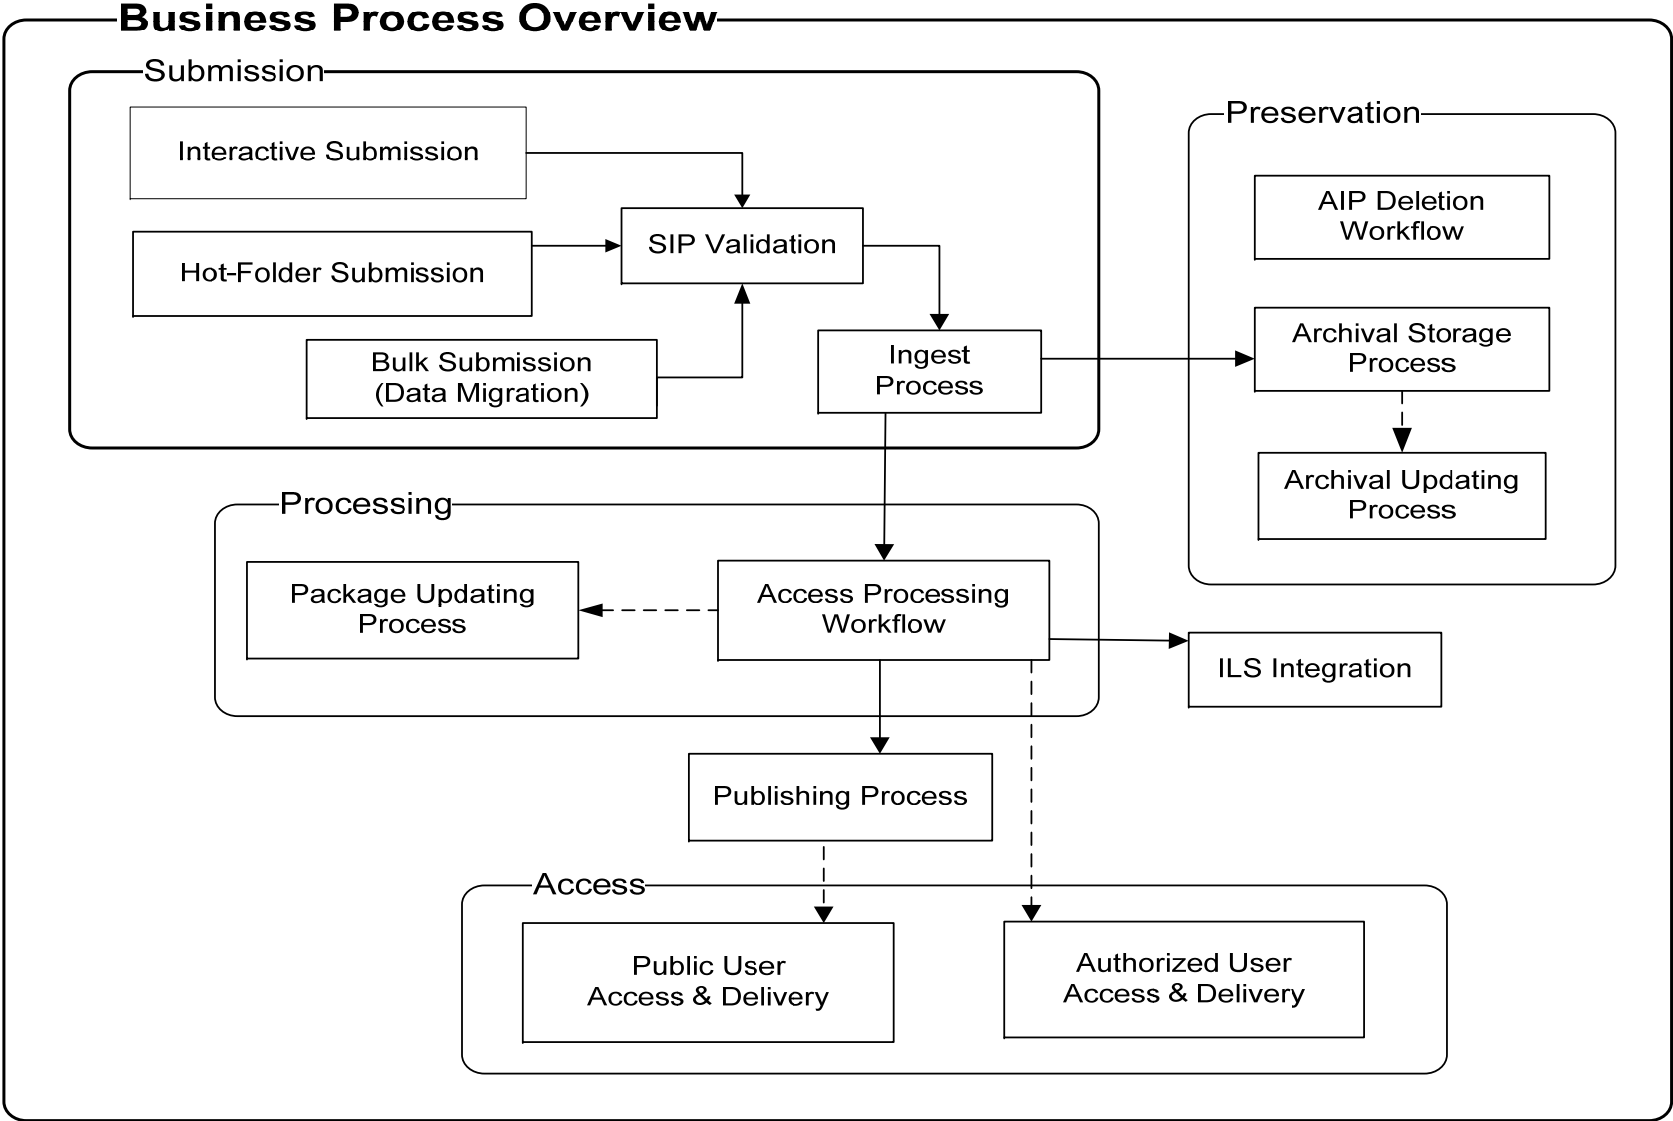 Business Process Overview
Submission
Interactive Submission
Hot-Folder Submission
SIP Validation
Bulk Submission
(Data Migration)
Ingest
Process
Preservation
AIP Deletion
Workflow
Archival Storage
Process
Archival Updating
Process
Processing
Package Updating
Process
Access Processing
Workflow
ILS Integration
Publishing Process
Access
Public User
Access & Delivery
Authorized User
Access & Delivery